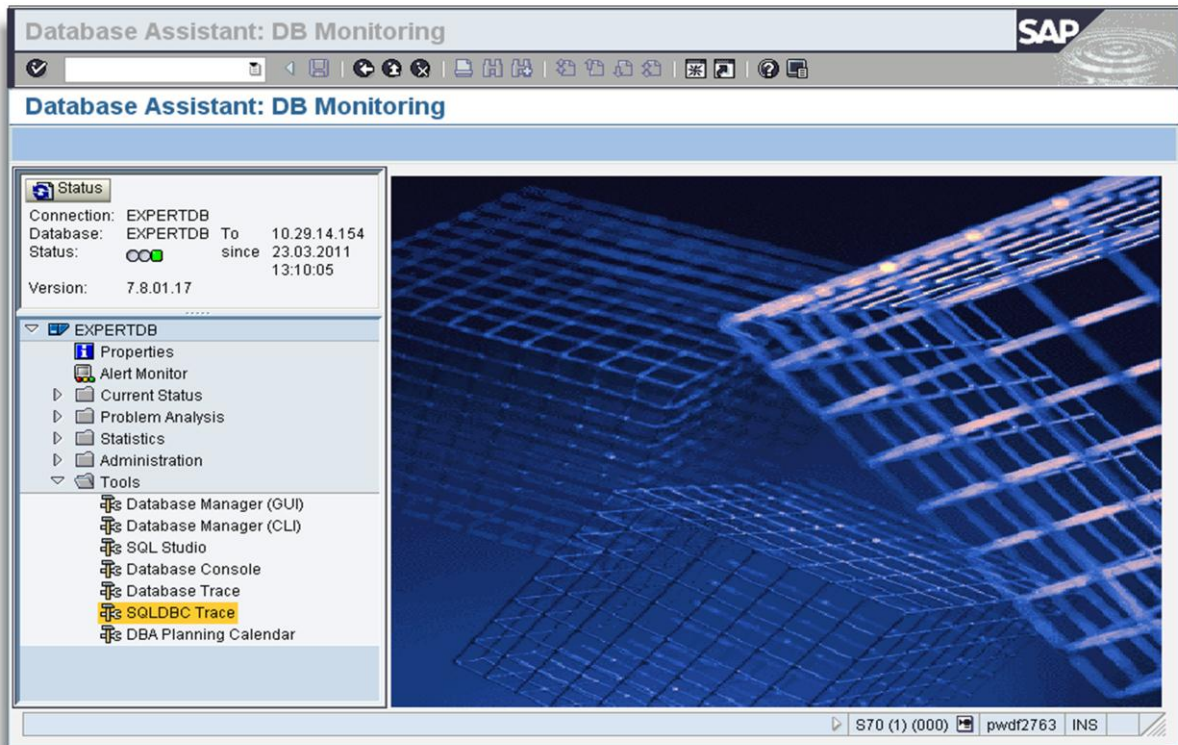 Database Assistant: DB Monitoring
SAP
Database Assistant: DB Monitoring
Status
Connection: EXPERTDB
Database: EXPERTDB To 10.29.14.154
Status: since 23.03.2011
13:10:05
Version: 7.8.01.17
EXPERTDB
Properties
Alert Monitor
Current Status
Problem Analysis
Statistics
Administration
Tools
Database Manager (GUI)
Database Manager (CLI)
SQL Studio
Database Console
Database Trace
SQLDBC Trace
DBA Planning Calendar
S70 (1) (000) pwdf2763 INS